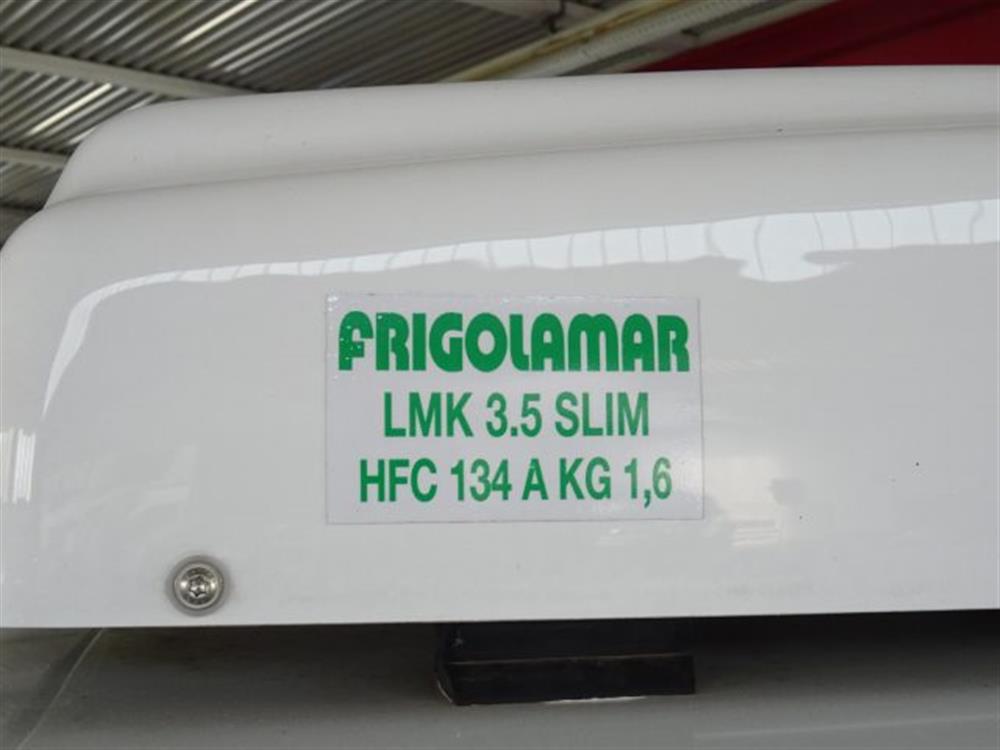 FRIGOLAMAR
LMK 3.5 SLIM
HFC 134 A KG 1,6